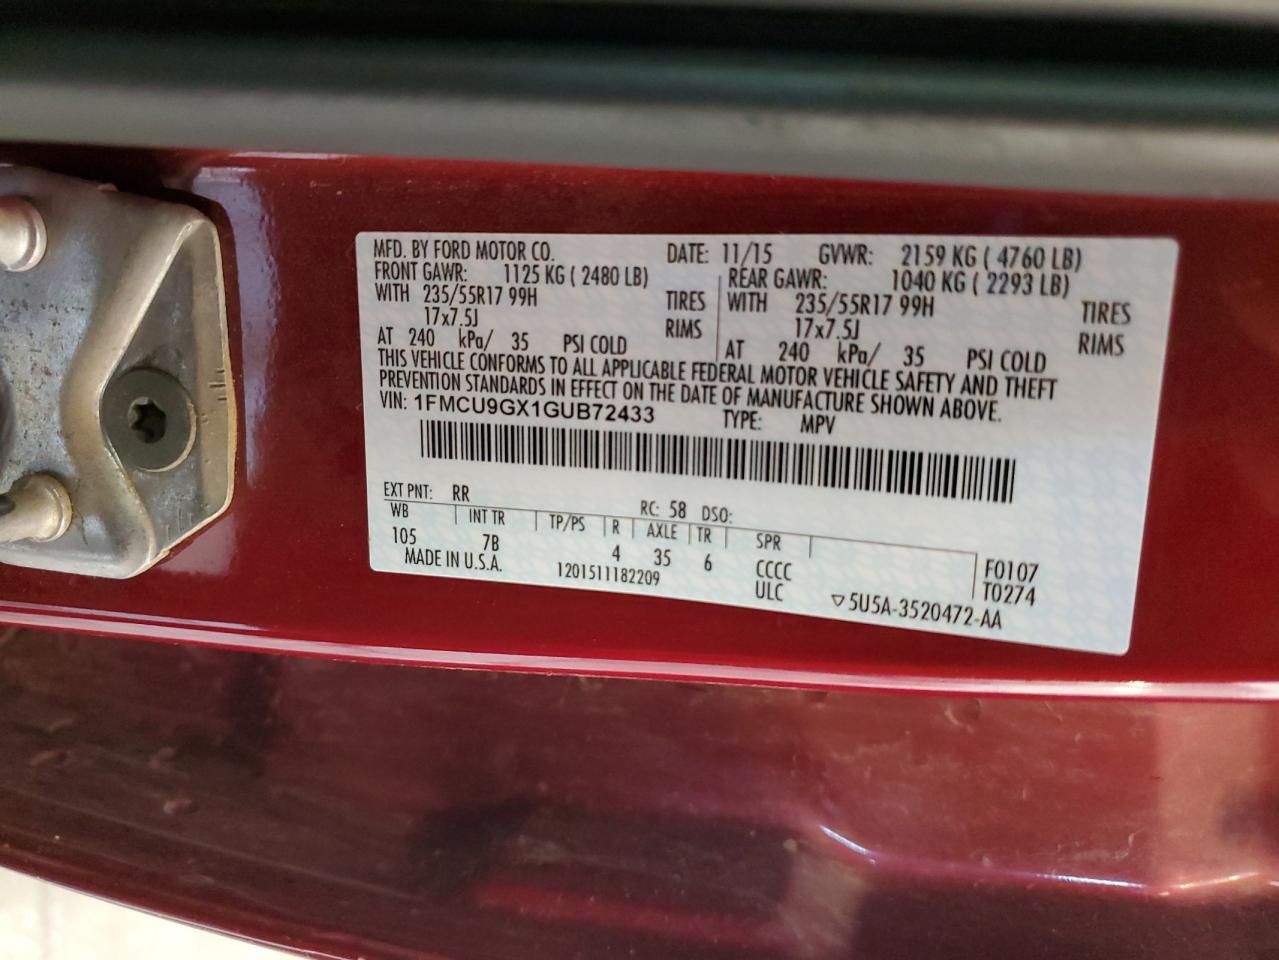 MFD. BY FORD MOTOR CO. DATE: 11/15 GVWR: 2159 KG ( 4760 LB)
FRONT GAWR: 1125 KG ( 2480 LB) REAR GAWR: 1040 KG ( 2293 LB)
WITH 235/55R17 99H TIRES WITH 235/55R17 99H TIRES
17x7.5J RIMS 17x7.5J RIMS
AT 240 kPa/ 35 PSI COLD AT 240 kPa/ 35 PSI COLD
THIS VEHICLE CONFORMS TO ALL APPLICABLE FEDERAL MOTOR VEHICLE SAFETY AND THEFT
PREVENTION STANDARDS IN EFFECT ON THE DATE OF MANUFACTURE SHOWN ABOVE.
VIN: 1FMCU9GX1GUB72433 TYPE: MPV
EXT PNT: RR RC: 58 DSO:
WB INT TR TP/PS R AXLE TR SPR
105 7B 4 35 6 CCCC F0107
MADE IN U.S.A. 1201511182209 ULC T0274
▽5U5A-3520472-AA